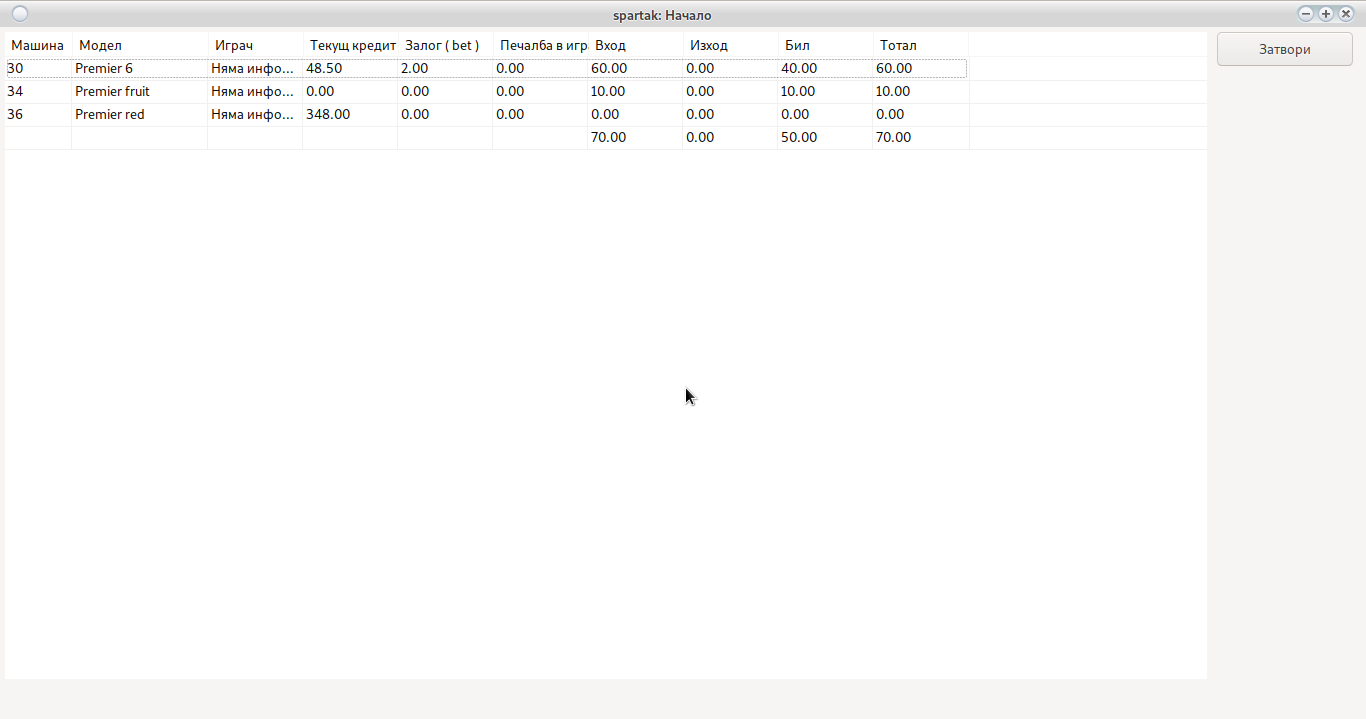 spartak: Начало
Машина Модел Играч Текущ кредит Залог ( bet ) Печалба в игр Вход Изход Бил Тотал
Затвори
30 Premier 6 Няма инфо... 48.50 2.00 0.00 60.00 0.00 40.00 60.00
34 Premier fruit Няма инфо... 0.00 0.00 0.00 10.00 0.00 10.00 10.00
36 Premier red Няма инфо... 348.00 0.00 0.00 0.00 0.00 0.00 0.00
70.00 0.00 50.00 70.00